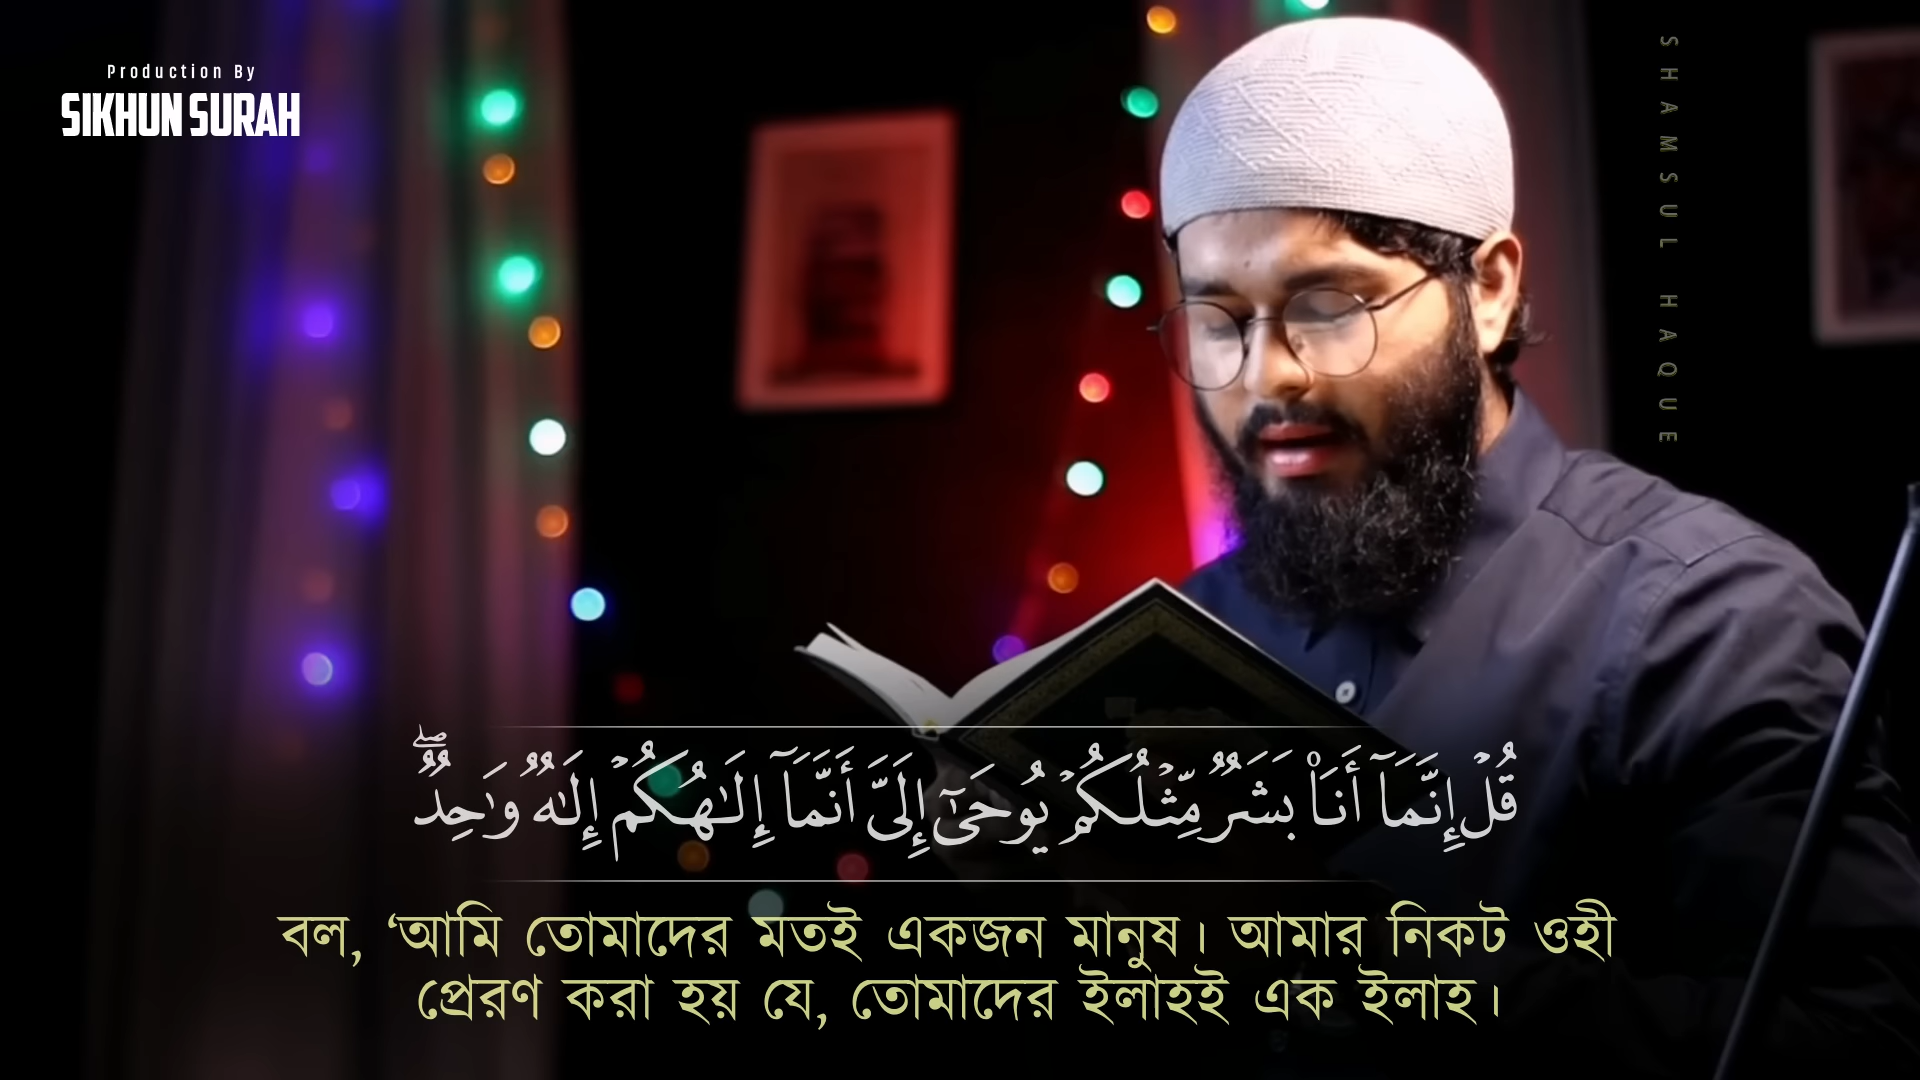 Production By
SIKHUN SURAH
SHAMSUL HAQUE
قُلْ إِنَّمَآ أَنَا۠ بَشَرٌ مِّثْلُكُمْ يُوحَىٰٓ إِلَىَّ أَنَّمَآ إِلَـٰهُكُمْ إِلَـٰهٌ وَٰحِدٌ ۖ
বল, ‘আমি তোমাদের মতই একজন মানুষ। আমার নিকট ওহী
প্রেরণ করা হয় যে, তোমাদের ইলাহই এক ইলাহ।